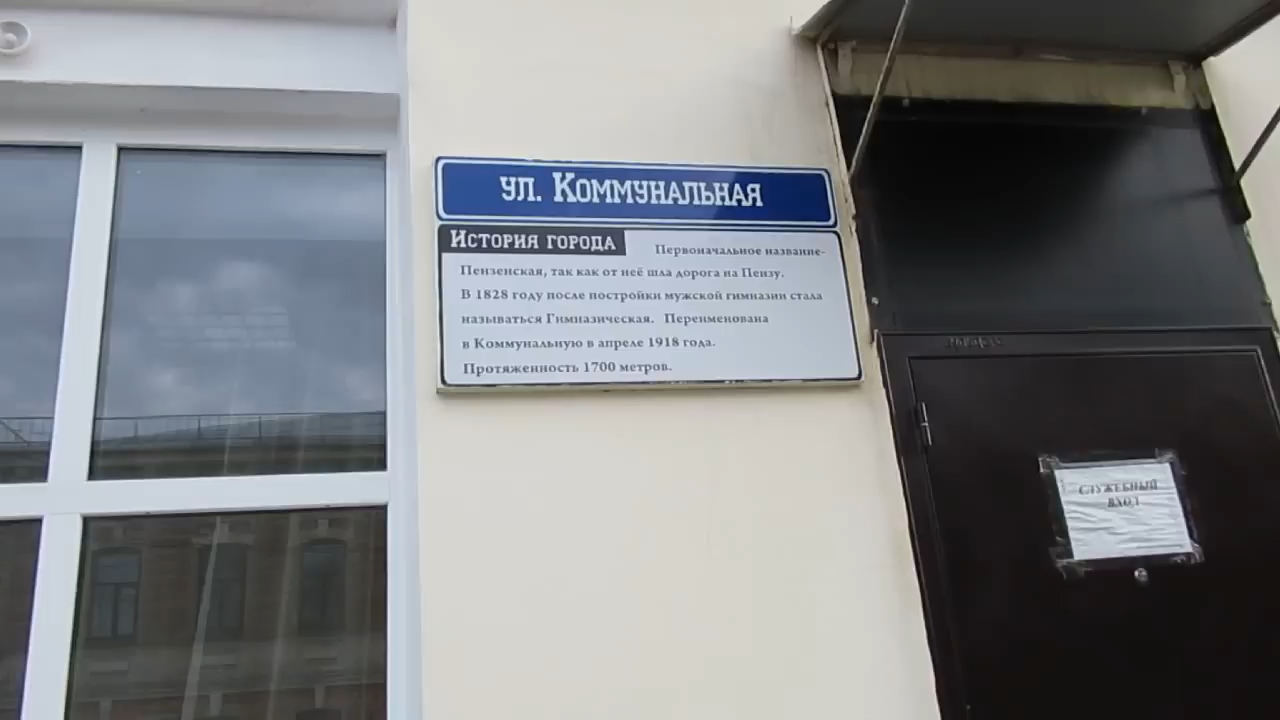 ул. Коммунальная
История города
Первоначальное название-
Пензенская, так как от неё шла дорога на Пензу.
В 1828 году после постройки мужской гимназии стала
называться Гимназическая. Переименована
в Коммунальную в апреле 1918 года.
Протяженность 1700 метров.
СЛУЖЕБНЫЙ
ВХОД